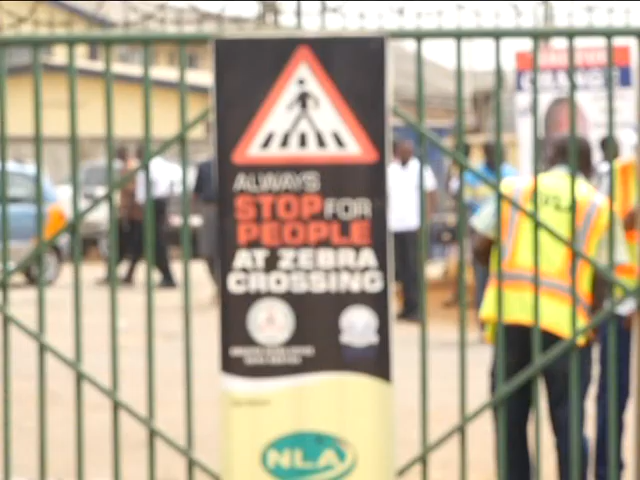 ALWAYS
STOP FOR
PEOPLE
AT ZEBRA
CROSSING
NLA